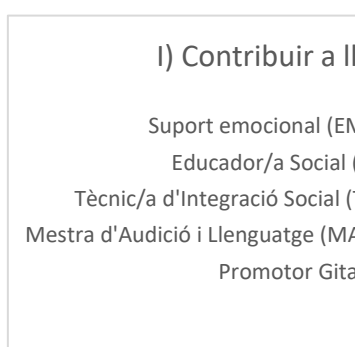 I) Contribuir a
Suport emocional
Educador/a Social
Tècnic/a d'Integració Social
Mestra d'Audició i Llenguatge
Promotor